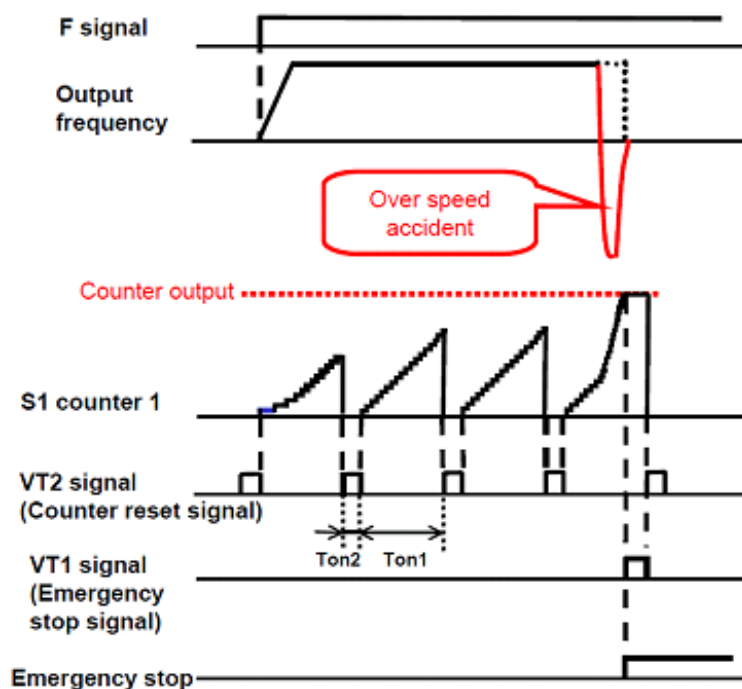 F signal
Output
frequency
Over speed
accident
Counter output
S1 counter 1
VT2 signal
(Counter reset signal)
Ton2
Ton1
VT1 signal
(Emergency
stop signal)
Emergency stop